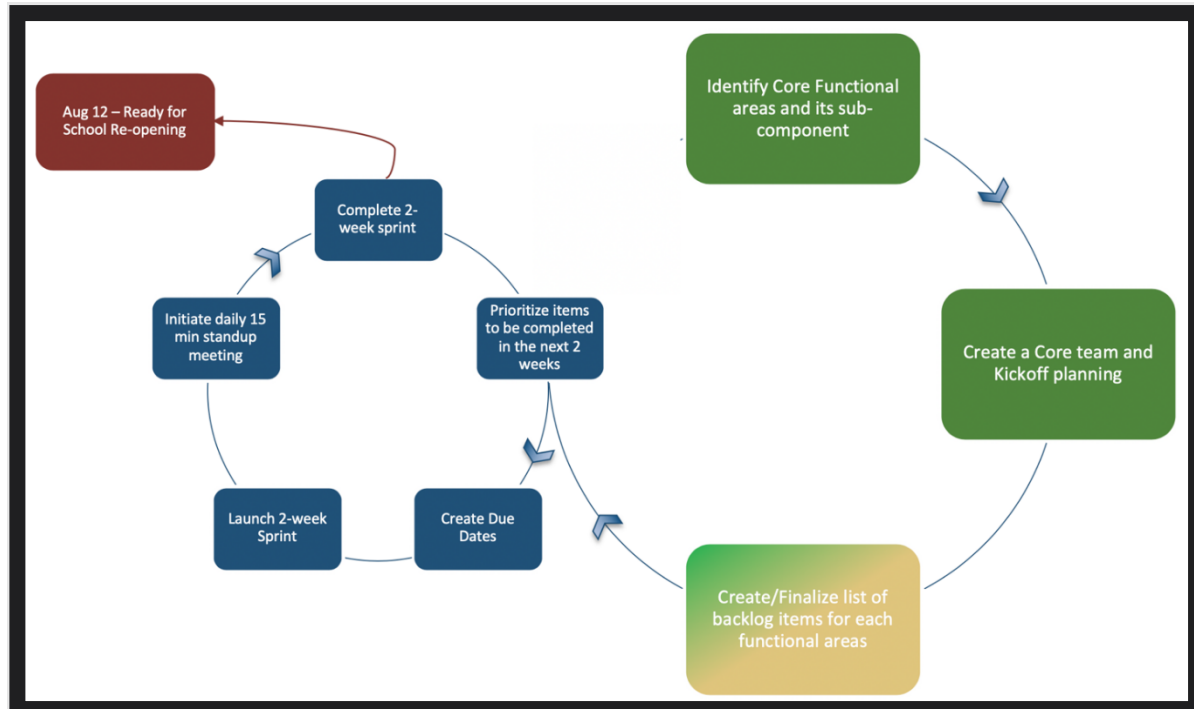 Aug 12 – Ready for
School Re-opening
Identify Core Functional
areas and its sub-
component
Complete 2-
week sprint
Initiate daily 15
min standup
meeting
Prioritize items
to be completed
in the next 2
weeks
Create a Core team and
Kickoff planning
Launch 2-week
Sprint
Create Due
Dates
Create/Finalize list of
backlog items for each
functional areas